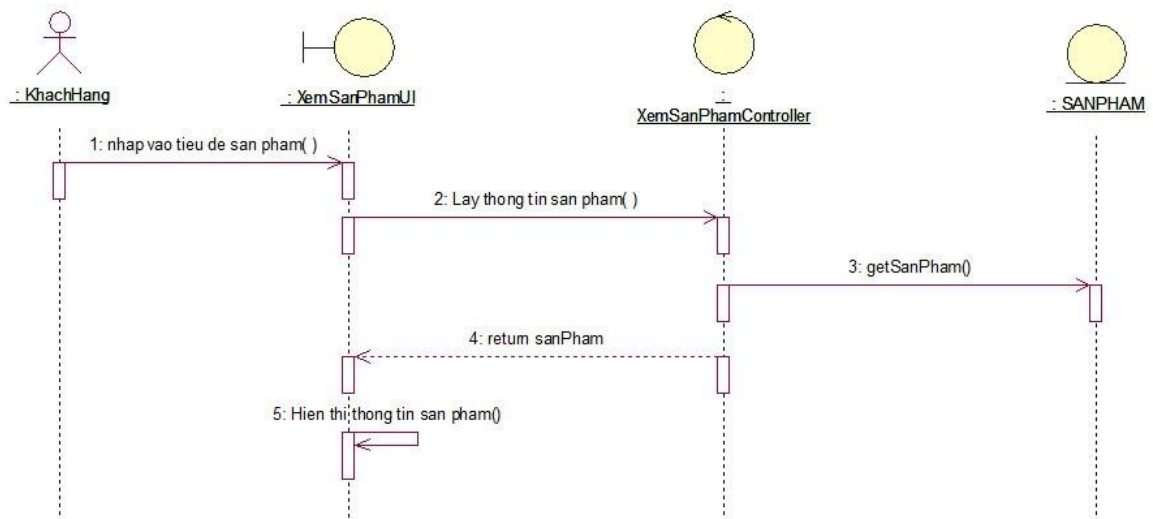 : KhachHang
: XemSanPhamUI
:
XemSanPhamController
: SANPHAM
1: nhap vao tieu de san pham( )
2: Lay thong tin san pham( )
3: getSanPham()
4: return sanPham
5: Hien thi thong tin san pham()